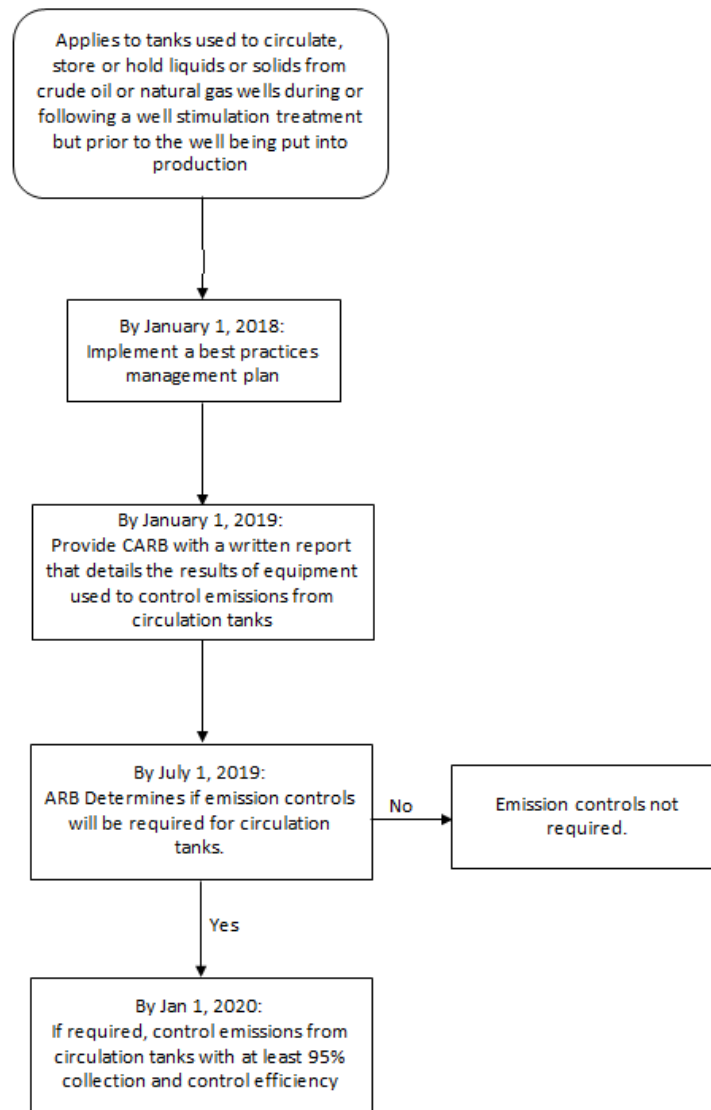 Applies to tanks used to circulate,
store or hold liquids or solids from
crude oil or natural gas wells during or
following a well stimulation treatment
but prior to the well being put into
production
By January 1, 2018:
Implement a best practices
management plan
By January 1, 2019:
Provide CARB with a written report
that details the results of equipment
used to control emissions from
circulation tanks
By July 1, 2019:
ARB Determines if emission controls
will be required for circulation
tanks.
No
Emission controls not
required.
Yes
By Jan 1, 2020:
If required, control emissions from
circulation tanks with at least 95%
collection and control efficiency